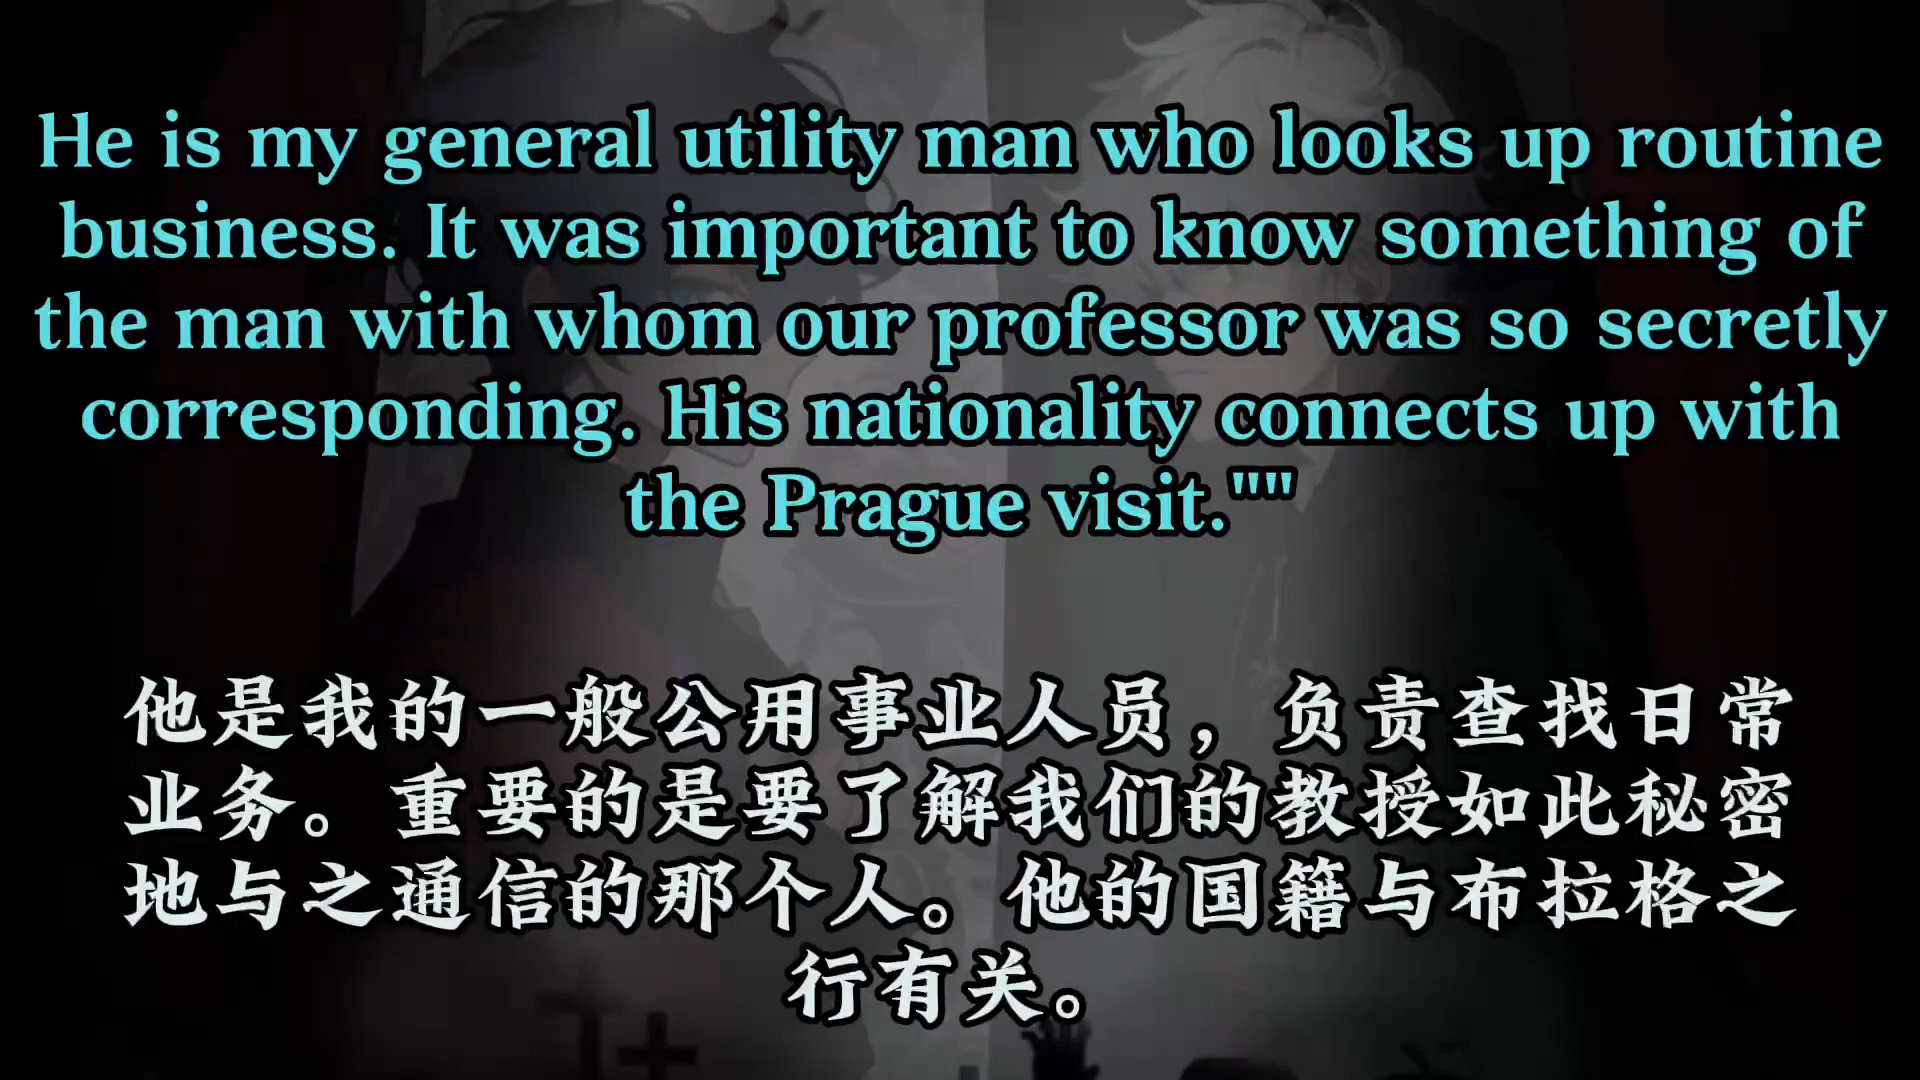 He is my general utility man who looks up routine
business. It was important to know something of
the man with whom our professor was so secretly
corresponding. His nationality connects up with
the Prague visit.""
他是我的一般公用事业人员，负责查找日常
业务。重要的是要了解我们的教授如此秘密
地与之通信的那个人。他的国籍与布拉格之
行有关。